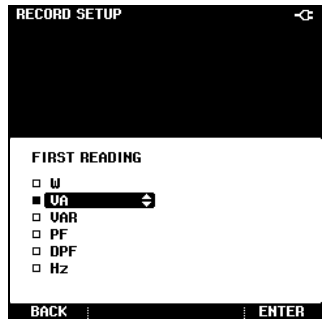 RECORD SETUP
FIRST READING
W
VA
VAR
PF
DPF
Hz
BACK
ENTER